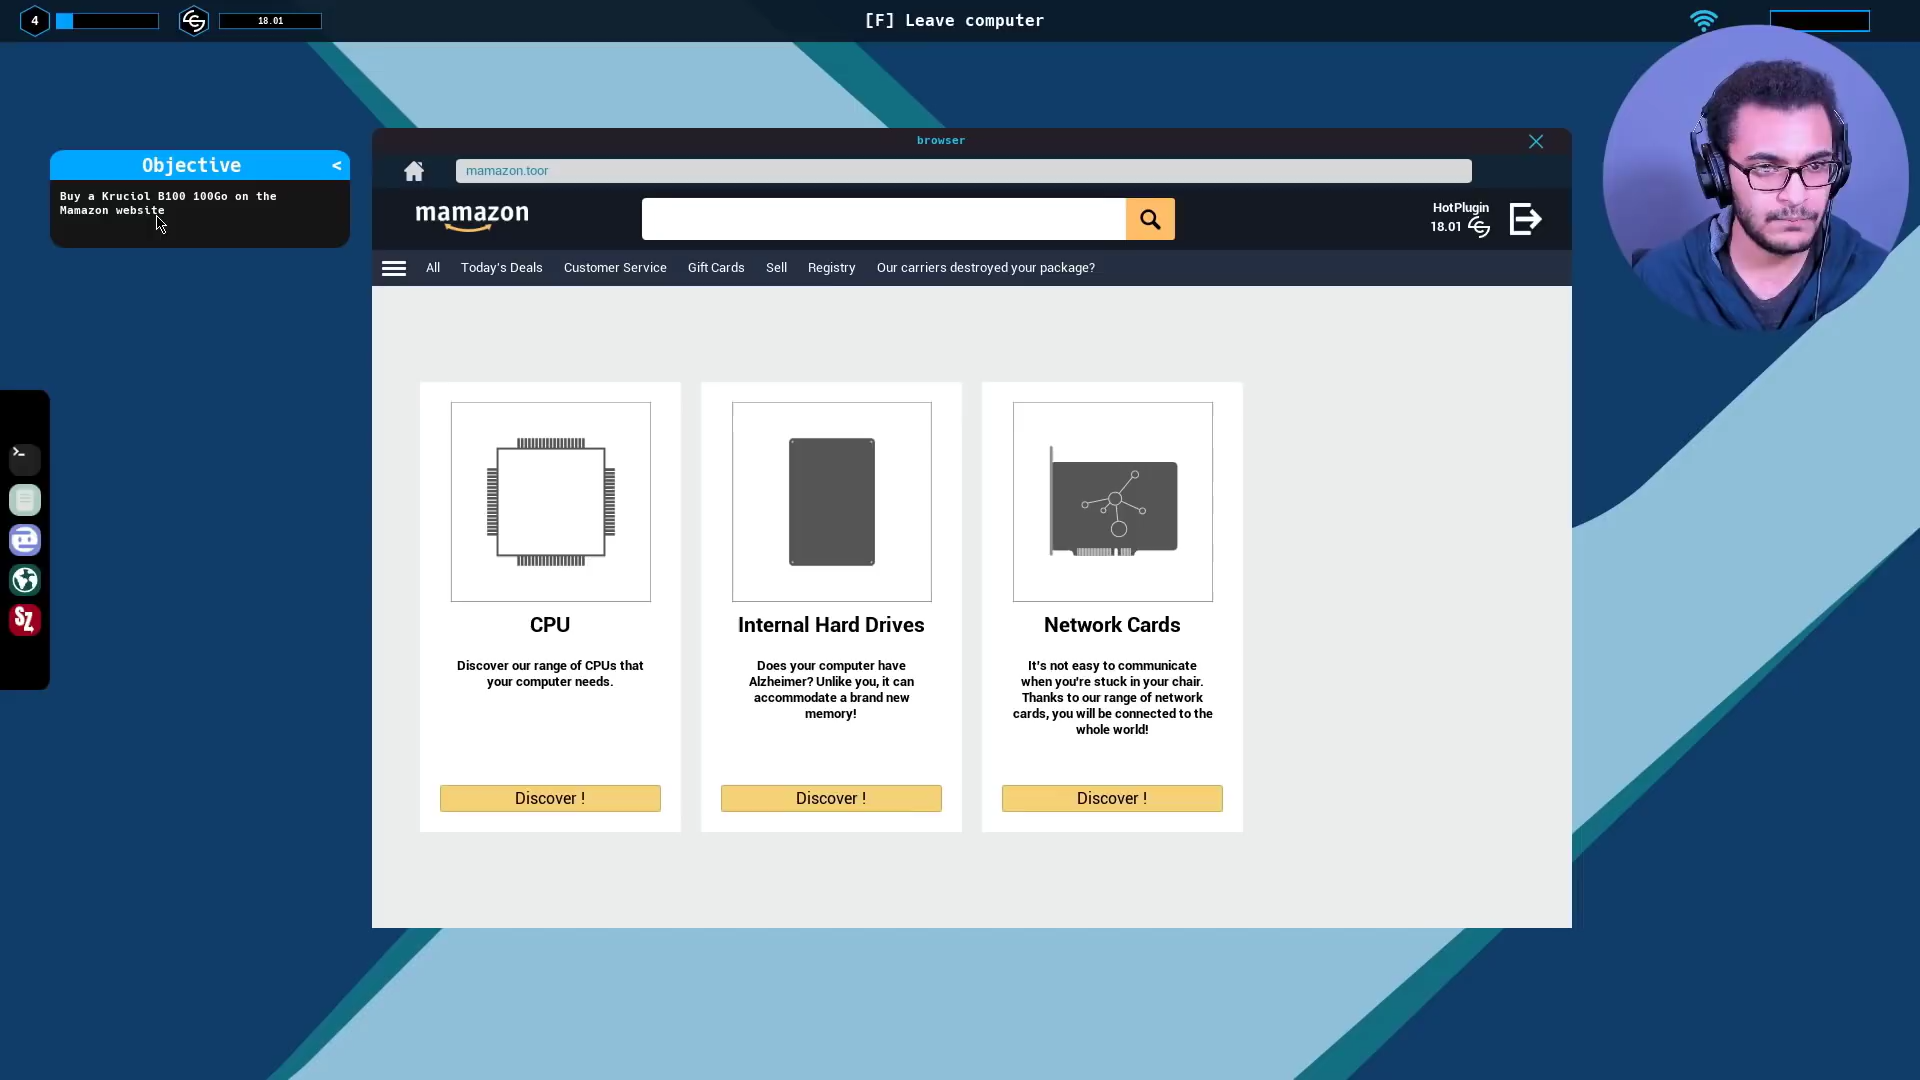 4
18.01
[F] Leave computer
Objective
<
Buy a Kruciol B100 100Go on the
Mamazon website
browser
mamazon.toor
mamazon
HotPlugin
18.01
All
Today's Deals
Customer Service
Gift Cards
Sell
Registry
Our carriers destroyed your package?
CPU
Discover our range of CPUs that
your computer needs.
Discover !
Internal Hard Drives
Does your computer have
Alzheimer? Unlike you, it can
accommodate a brand new
memory!
Discover !
Network Cards
It's not easy to communicate
when you're stuck in your chair.
Thanks to our range of network
cards, you will be connected to the
whole world!
Discover !
SZ